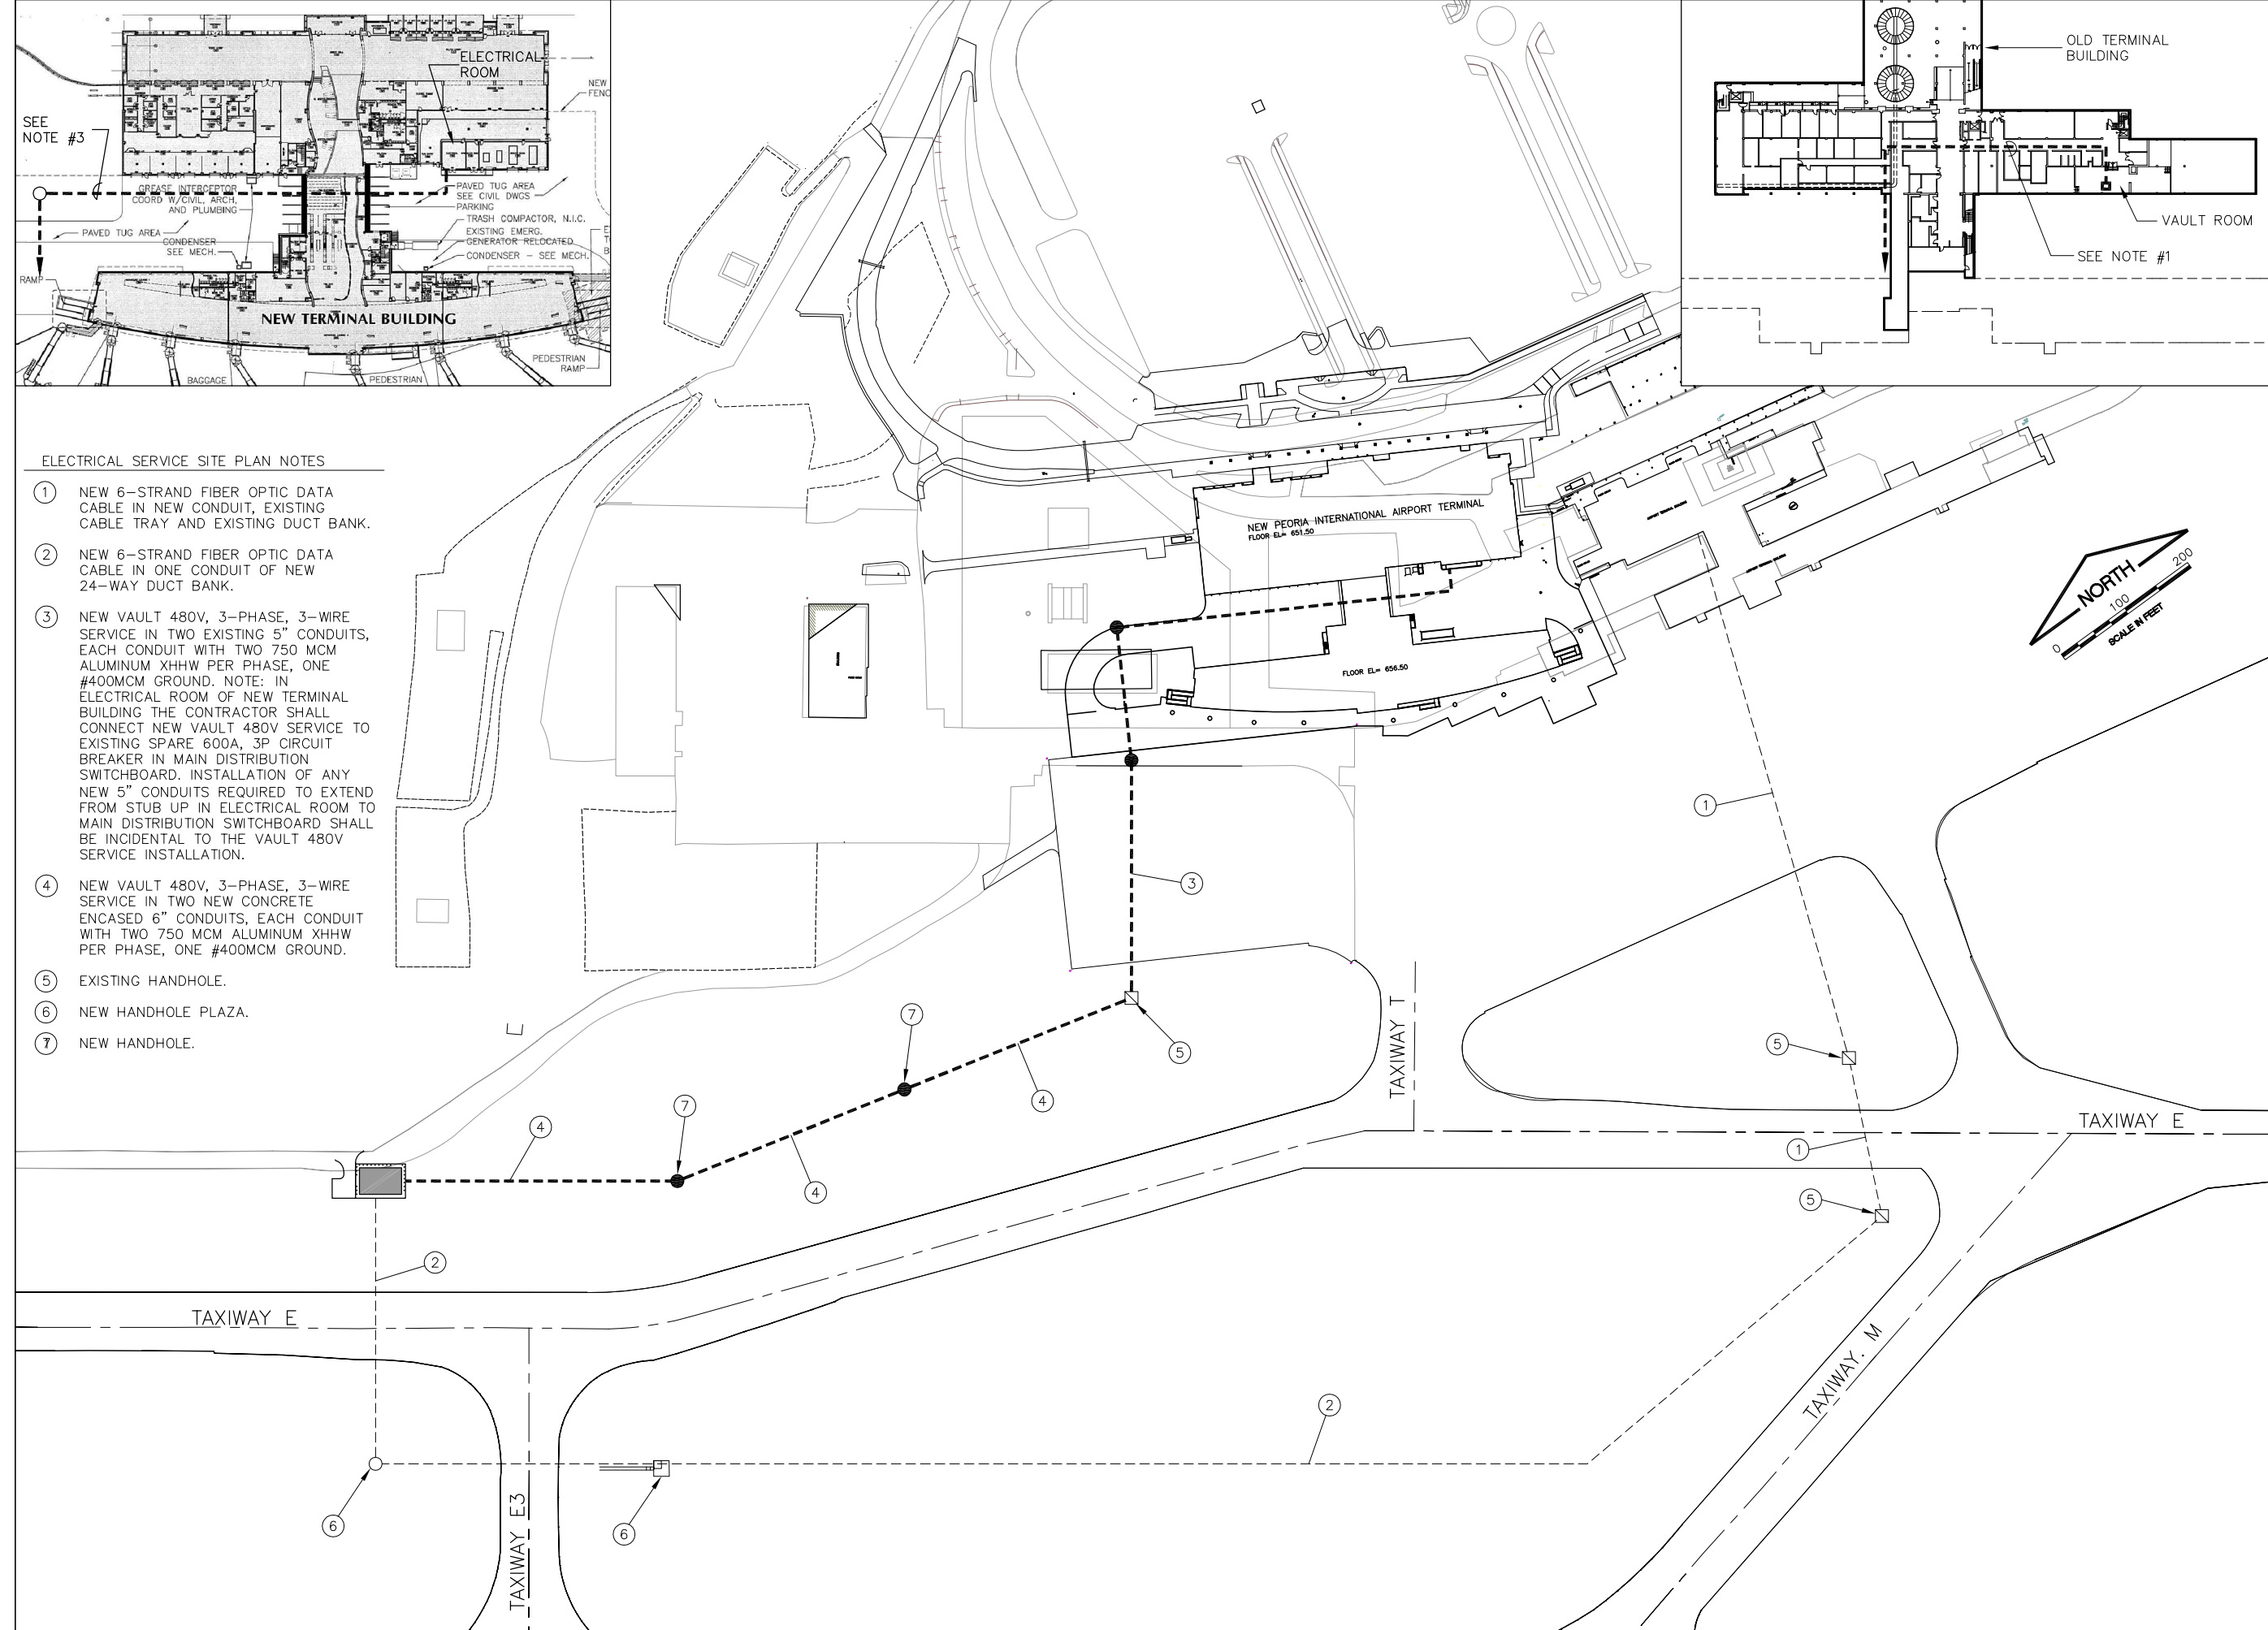 ELECTRICAL
ROOM
NEW
FENC
SEE
NOTE #3
GREASE INTERCEPTOR
COORD W/CIVIL, ARCH,
AND PLUMBING
PAVED TUG AREA
SEE CIVIL DWGS
PARKING
TRASH COMPACTOR, N.I.C.
EXISTING EMERG.
GENERATOR RELOCATED
CONDENSER – SEE MECH.
PAVED TUG AREA
CONDENSER
SEE MECH.
RAMP
NEW TERMINAL BUILDING
PEDESTRIAN
RAMP
BAGGAGE
PEDESTRIAN
OLD TERMINAL
BUILDING
VAULT ROOM
SEE NOTE #1
ELECTRICAL SERVICE SITE PLAN NOTES
1 NEW 6–STRAND FIBER OPTIC DATA
CABLE IN NEW CONDUIT, EXISTING
CABLE TRAY AND EXISTING DUCT BANK.
2 NEW 6–STRAND FIBER OPTIC DATA
CABLE IN ONE CONDUIT OF NEW
24–WAY DUCT BANK.
3 NEW VAULT 480V, 3–PHASE, 3–WIRE
SERVICE IN TWO EXISTING 5" CONDUITS,
EACH CONDUIT WITH TWO 750 MCM
ALUMINUM XHHW PER PHASE, ONE
#400MCM GROUND. NOTE: IN
ELECTRICAL ROOM OF NEW TERMINAL
BUILDING THE CONTRACTOR SHALL
CONNECT NEW VAULT 480V SERVICE TO
EXISTING SPARE 600A, 3P CIRCUIT
BREAKER IN MAIN DISTRIBUTION
SWITCHBOARD. INSTALLATION OF ANY
NEW 5" CONDUITS REQUIRED TO EXTEND
FROM STUB UP IN ELECTRICAL ROOM TO
MAIN DISTRIBUTION SWITCHBOARD SHALL
BE INCIDENTAL TO THE VAULT 480V
SERVICE INSTALLATION.
4 NEW VAULT 480V, 3–PHASE, 3–WIRE
SERVICE IN TWO NEW CONCRETE
ENCASED 6" CONDUITS, EACH CONDUIT
WITH TWO 750 MCM ALUMINUM XHHW
PER PHASE, ONE #400MCM GROUND.
5 EXISTING HANDHOLE.
6 NEW HANDHOLE PLAZA.
7 NEW HANDHOLE.
NEW PEORIA INTERNATIONAL AIRPORT TERMINAL
FLOOR EL= 651.50
FLOOR EL= 656.50
NORTH
0 100 200
SCALE IN FEET
1
3
7
5
5
4
TAXIWAY T
7
4
4
TAXIWAY E
1
5
2
TAXIWAY E
TAXIWAY. M
2
6
6
TAXIWAY E3